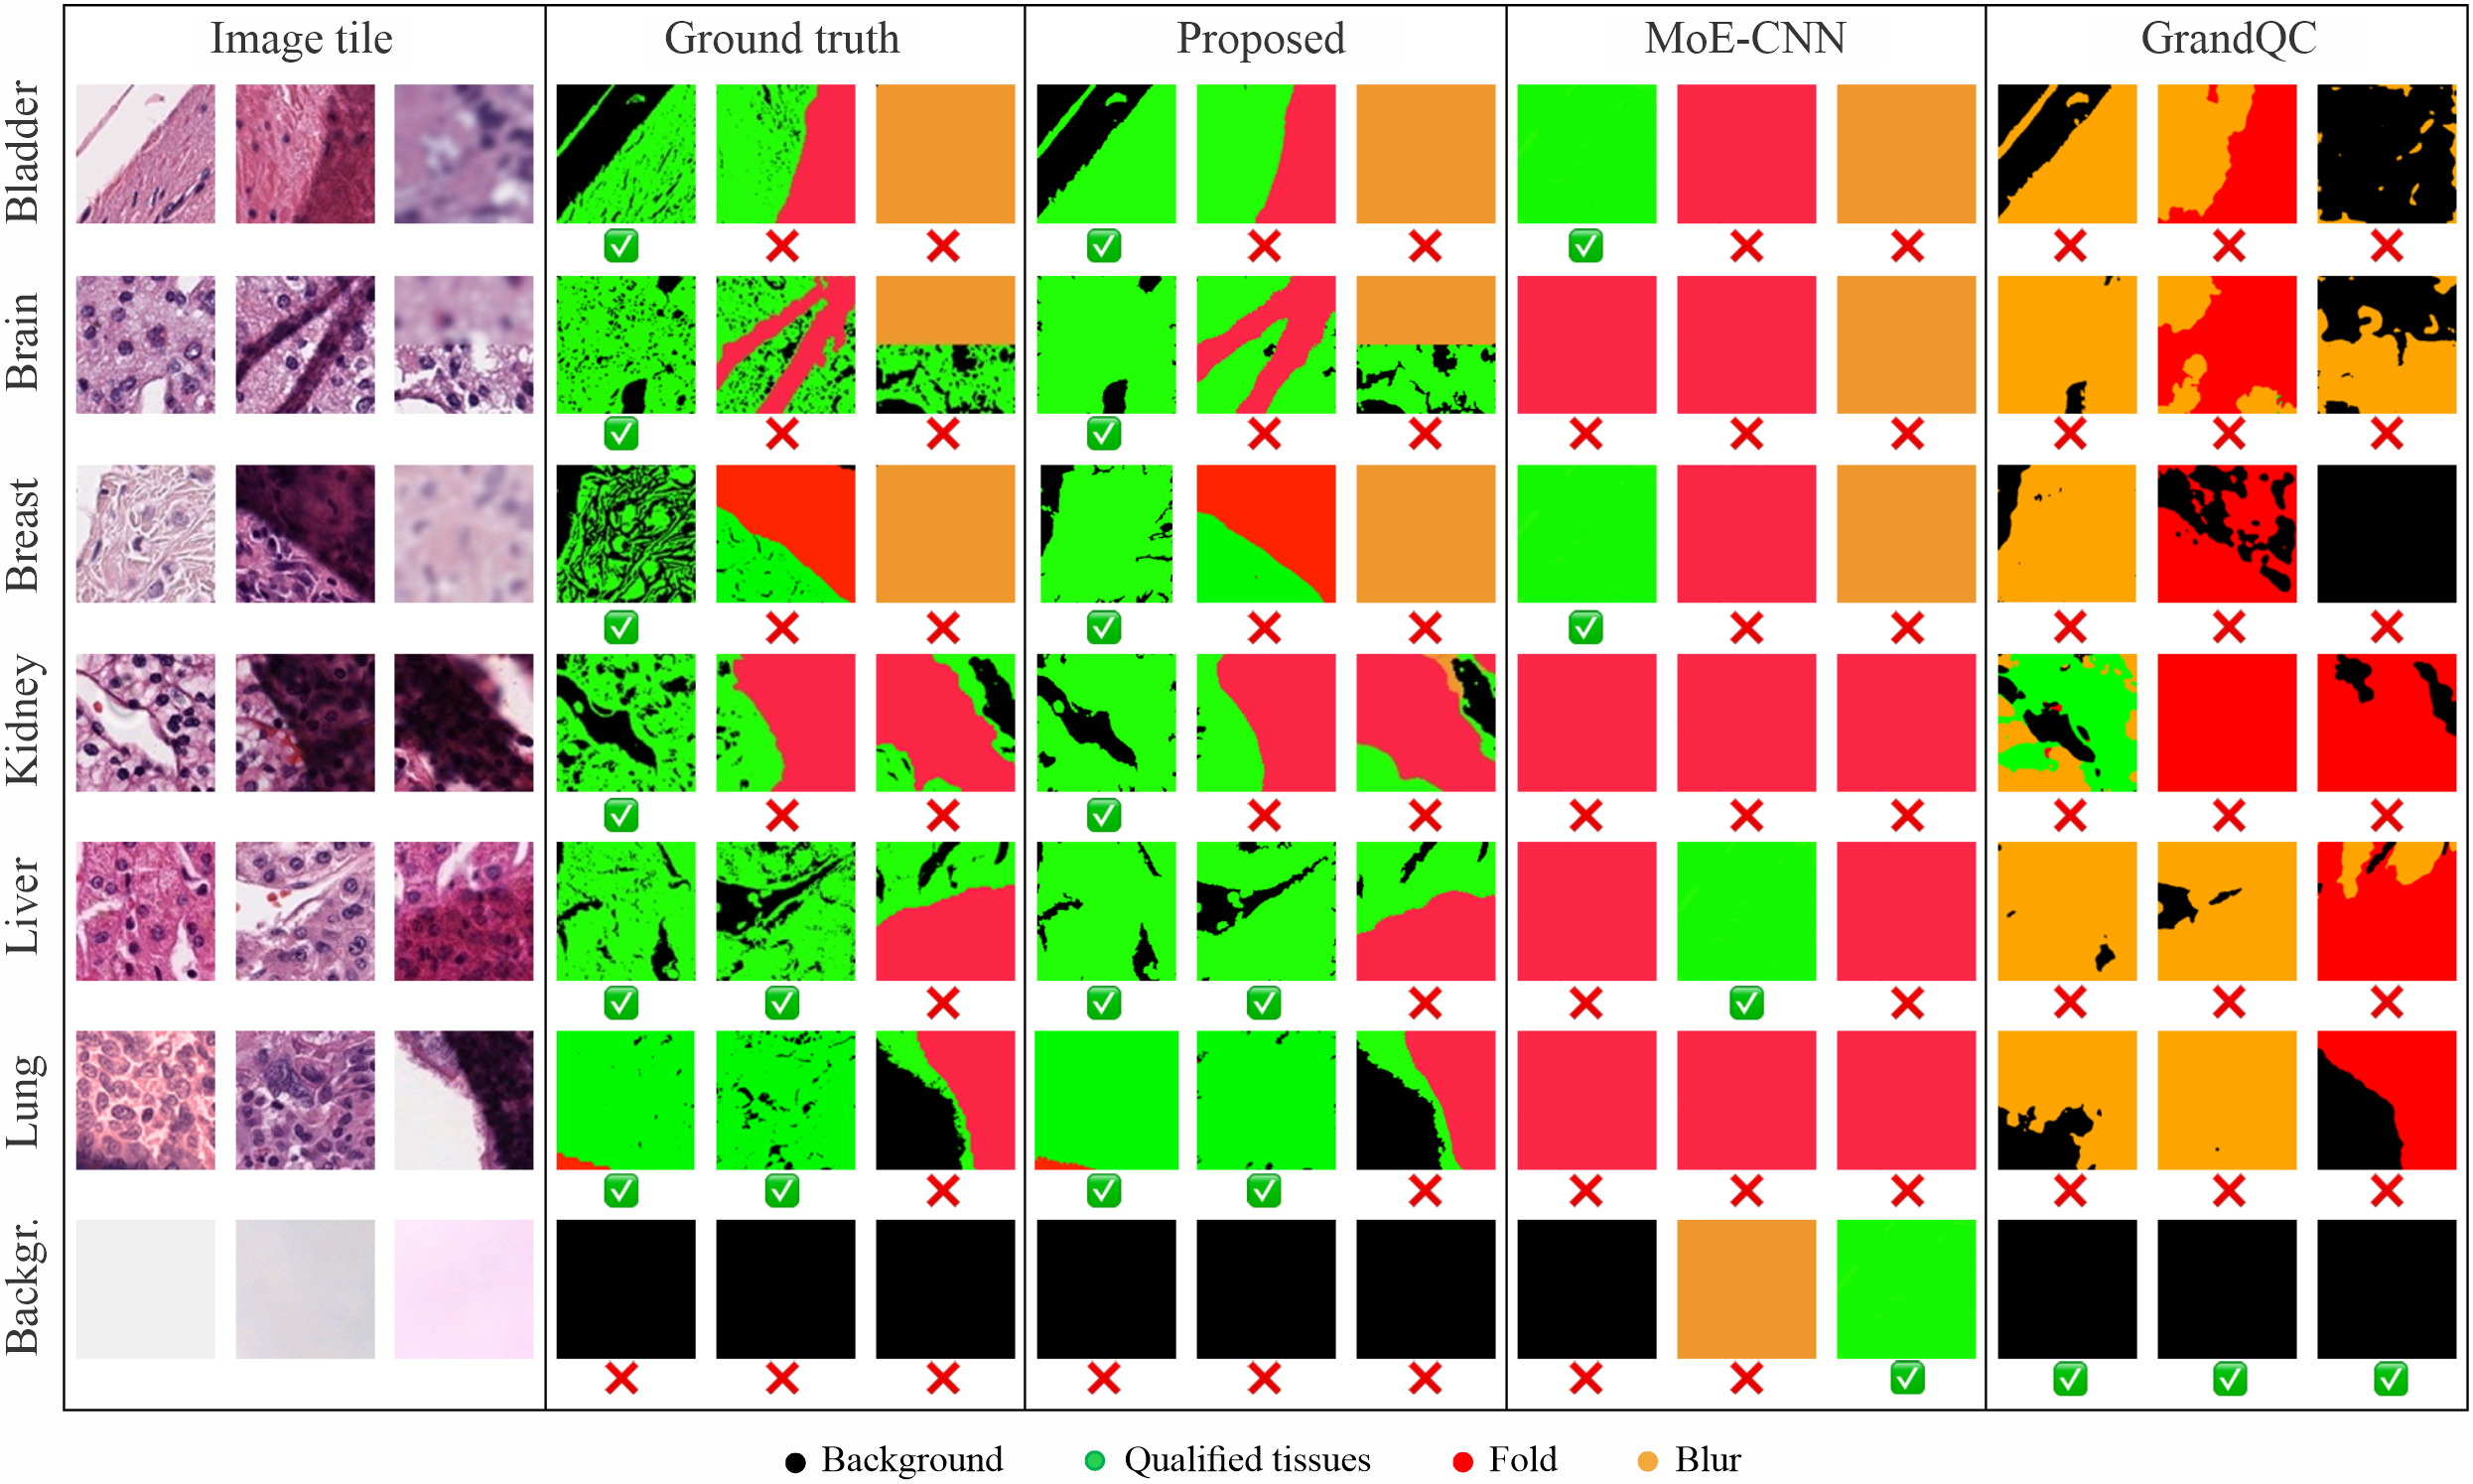 Image tile
Ground truth
Proposed
MoE-CNN
GrandQC
Bladder
Brain
Breast
Kidney
Liver
Lung
Backgr.
Background
Qualified tissues
Fold
Blur